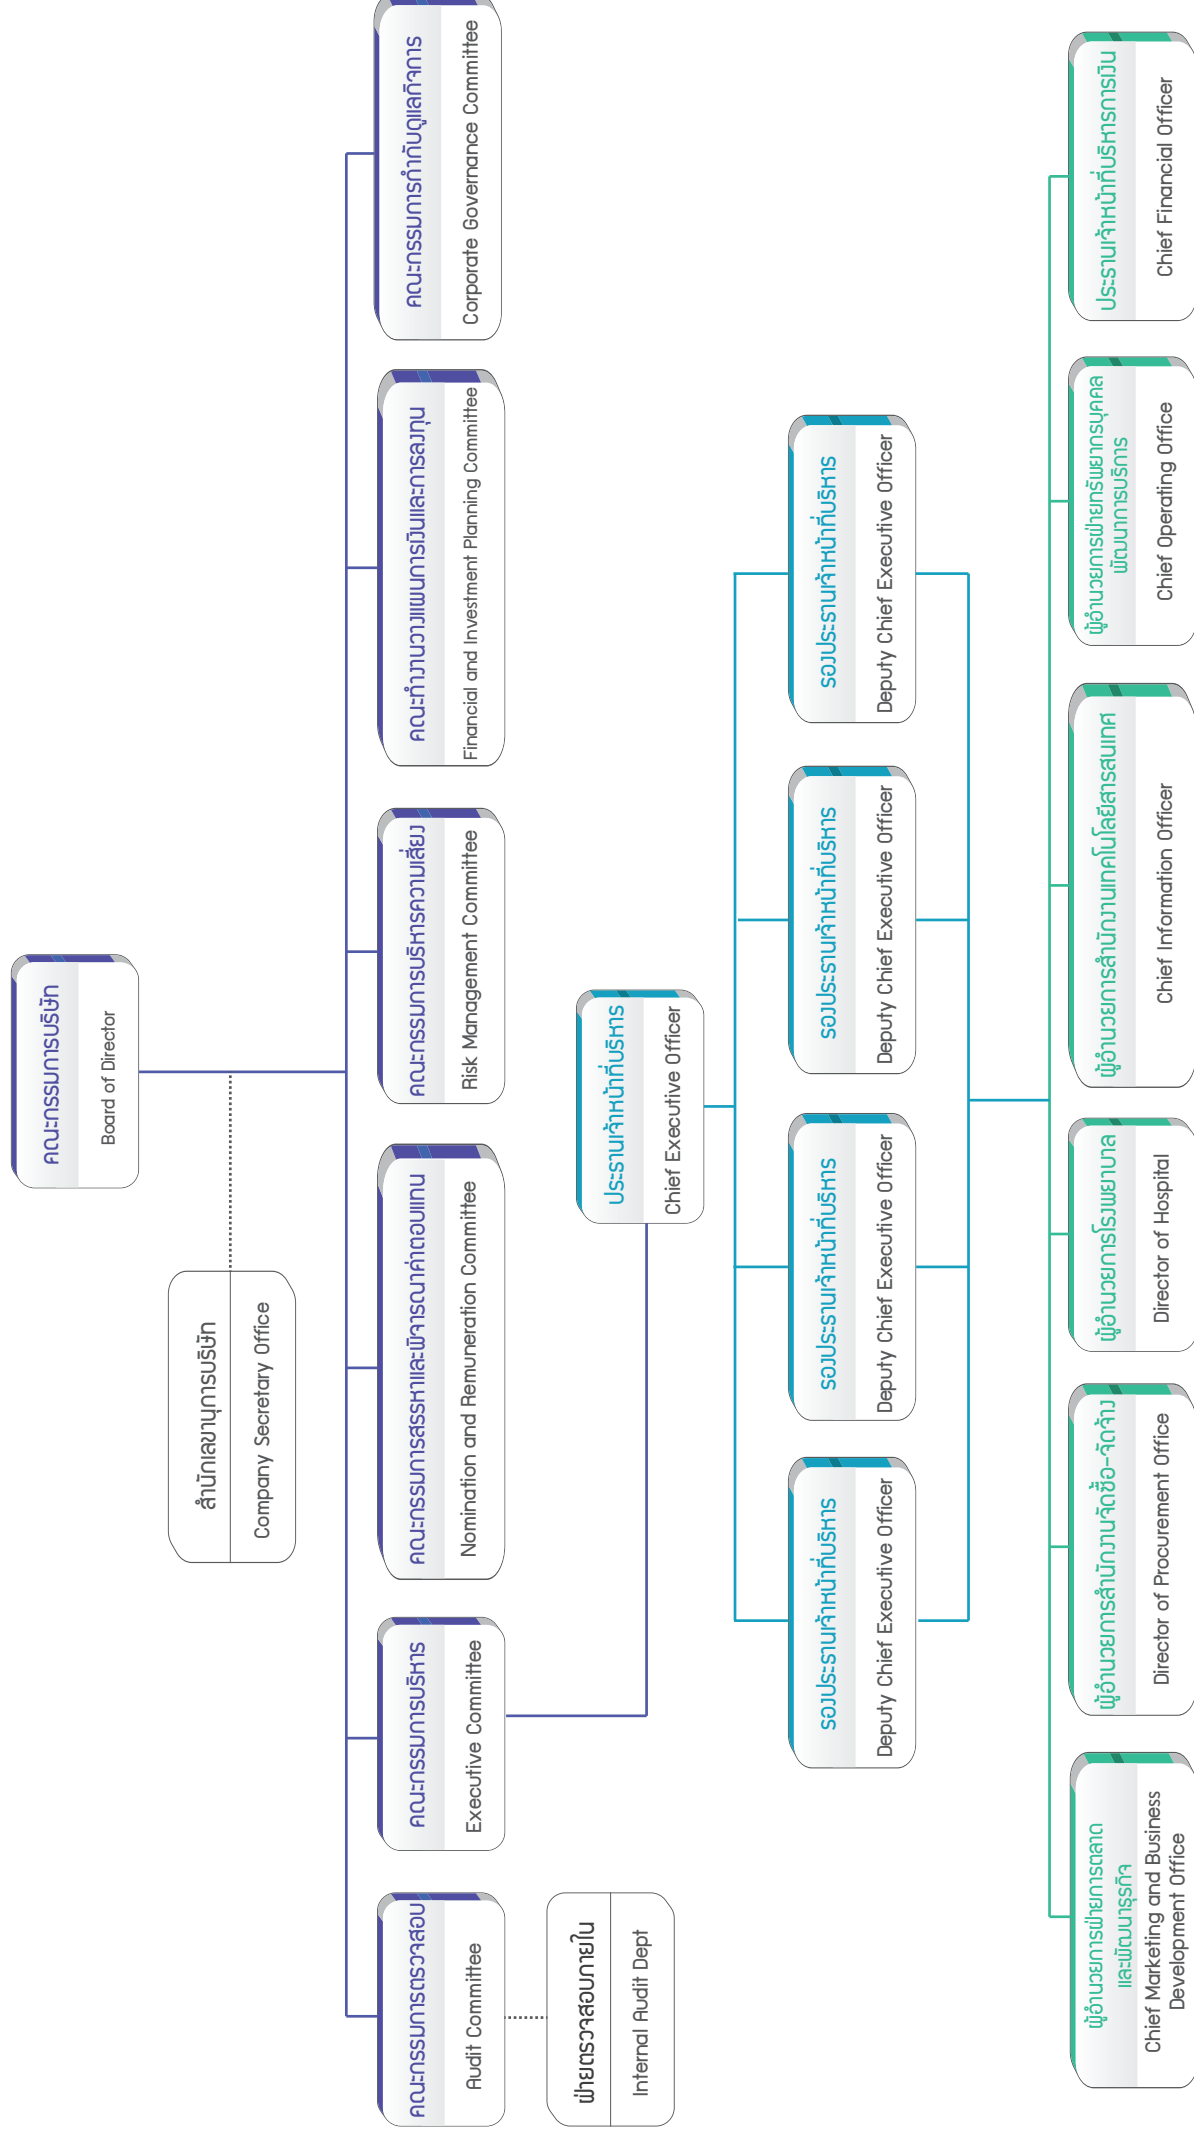 คณะกรรมการบริษัท
Board of Director
สำนักเลขานุการบริษัท
Company Secretary Office
คณะกรรมการตรวจสอบ
Audit Committee
คณะกรรมการบริหาร
Executive Committee
คณะกรรมการสรรหาและพิจารณาค่าตอบแทน
Nomination and Remuneration Committee
คณะกรรมการบริหารความเสี่ยง
Risk Management Committee
คณะทำงานวางแผนการเงินและการลงทุน
Financial and Investment Planning Committee
คณะกรรมการกำกับดูแลกิจการ
Corporate Governance Committee
ฝ่ายตรวจสอบภายใน
Internal Audit Dept
ประธานเจ้าหน้าที่บริหาร
Chief Executive Officer
รองประธานเจ้าหน้าที่บริหาร
Deputy Chief Executive Officer
รองประธานเจ้าหน้าที่บริหาร
Deputy Chief Executive Officer
รองประธานเจ้าหน้าที่บริหาร
Deputy Chief Executive Officer
รองประธานเจ้าหน้าที่บริหาร
Deputy Chief Executive Officer
ผู้อำนวยการฝ่ายการตลาด
และพัฒนาธุรกิจ
Chief Marketing and Business
Development Office
ผู้อำนวยการสำนักงานจัดซื้อ-จัดจ้าง
Director of Procurement Office
ผู้อำนวยการโรงพยาบาล
Director of Hospital
ผู้อำนวยการสำนักงานเทคโนโลยีสารสนเทศ
Chief Information Officer
ผู้อำนวยการฝ่ายทรัพยากรบุคคล
พัฒนาการบริการ
Chief Operating Office
ประธานเจ้าหน้าที่บริหารการเงิน
Chief Financial Officer